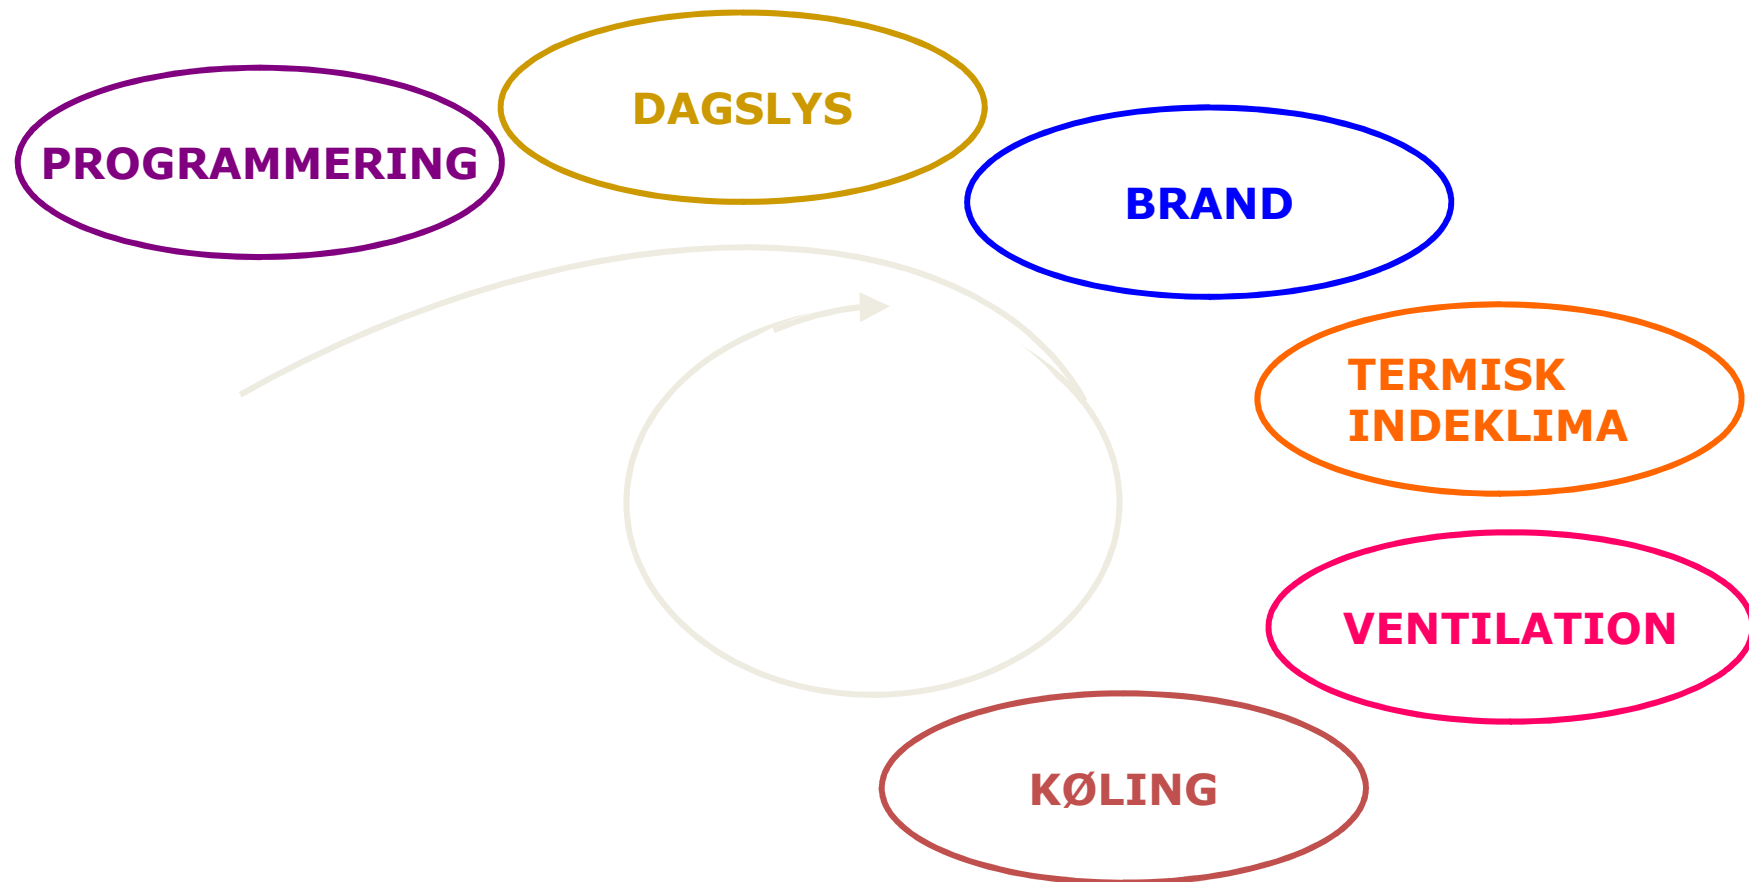 PROGRAMMERING
DAGSLYS
BRAND
TERMISK
INDEKLIMA
VENTILATION
KØLING